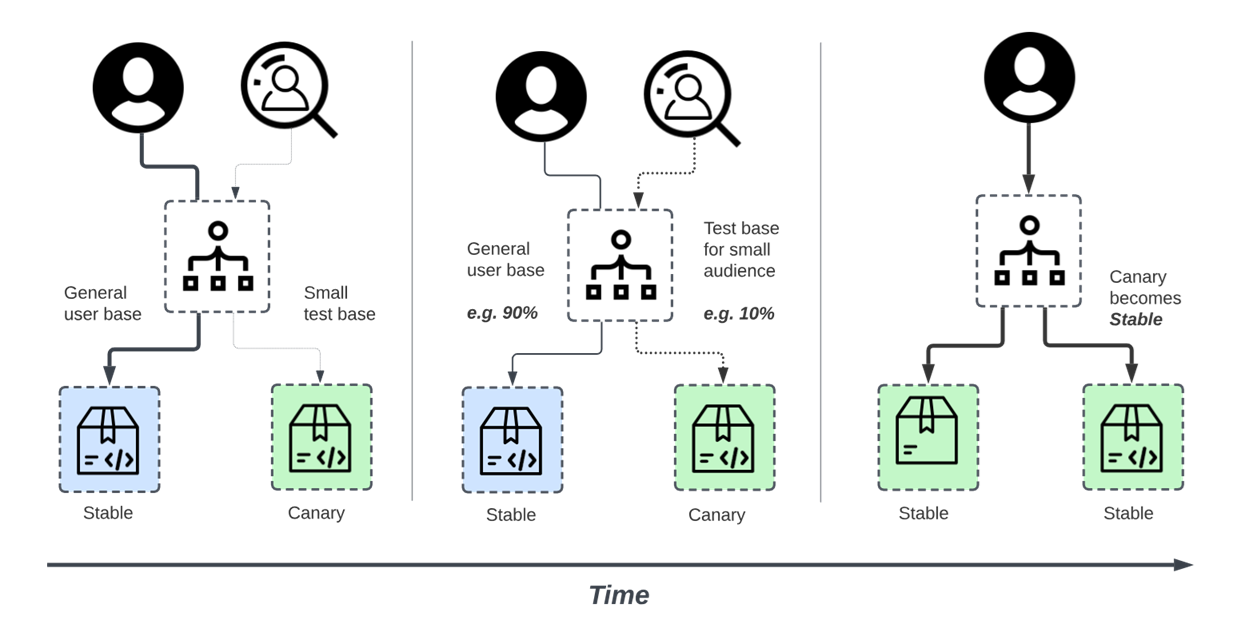 General
user base
Small
test base
Stable
Canary
General
user base
e.g. 90%
Test base
for small
audience
e.g. 10%
Stable
Canary
Canary
becomes
Stable
Stable
Stable
Time